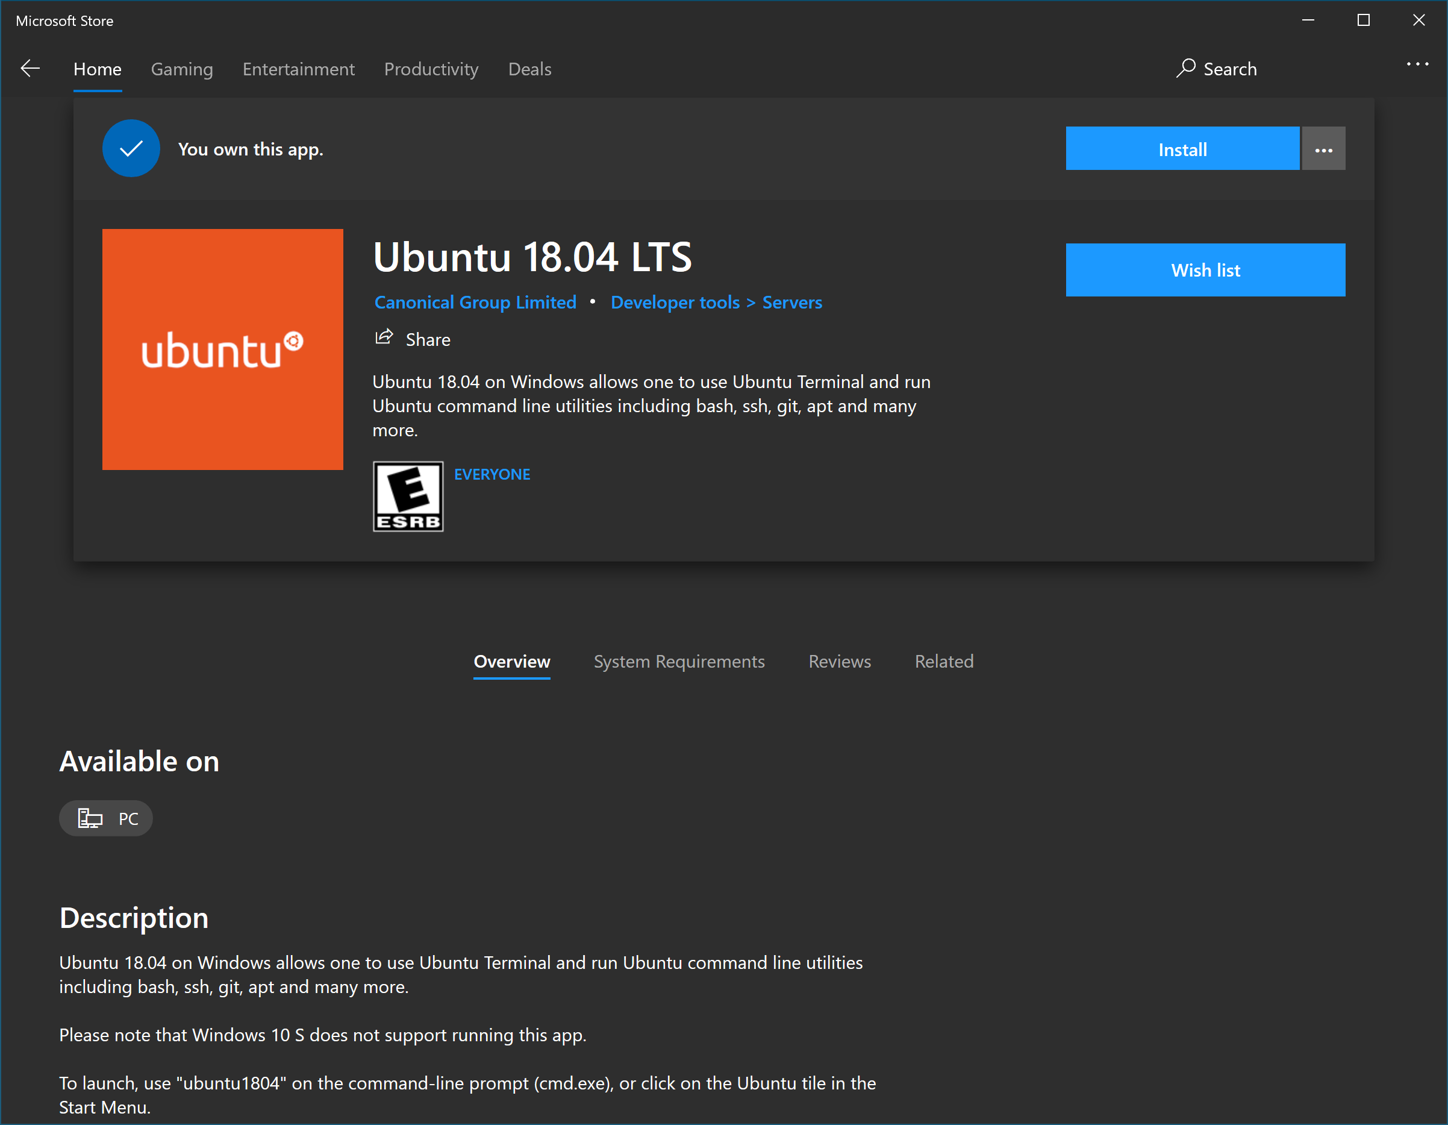 Microsoft Store
Home Gaming Entertainment Productivity Deals Search
You own this app.
Install
ubuntu
Ubuntu 18.04 LTS
Wish list
Canonical Group Limited • Developer tools > Servers
Share
Ubuntu 18.04 on Windows allows one to use Ubuntu Terminal and run
Ubuntu command line utilities including bash, ssh, git, apt and many
more.
E
ESRB
EVERYONE
Overview System Requirements Reviews Related
Available on
PC
Description
Ubuntu 18.04 on Windows allows one to use Ubuntu Terminal and run Ubuntu command line utilities
including bash, ssh, git, apt and many more.
Please note that Windows 10 S does not support running this app.
To launch, use "ubuntu1804" on the command-line prompt (cmd.exe), or click on the Ubuntu tile in the
Start Menu.